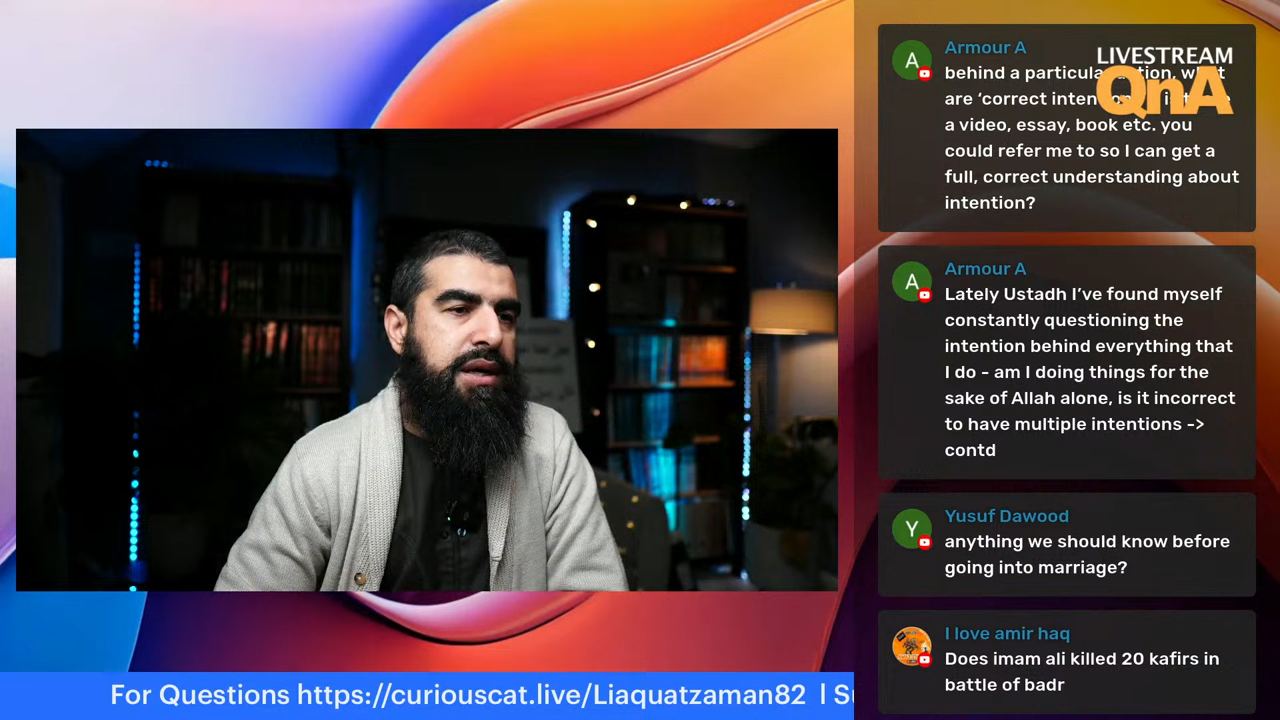 LIVESTREAM
QnA
Armour A
behind a particular
are ‘correct
a video, essay, book etc. you
could refer me to so I can get a
full, correct understanding about
intention?
Armour A
Lately Ustadh I’ve found myself
constantly questioning the
intention behind everything that
I do - am I doing things for the
sake of Allah alone, is it incorrect
to have multiple intentions ->
contd
Yusuf Dawood
anything we should know before
going into marriage?
I love amir haq
Does imam ali killed 20 kafirs in
battle of badr
For Questions https://curiouscat.live/Liaquatzaman82 | Su
A
A
Y